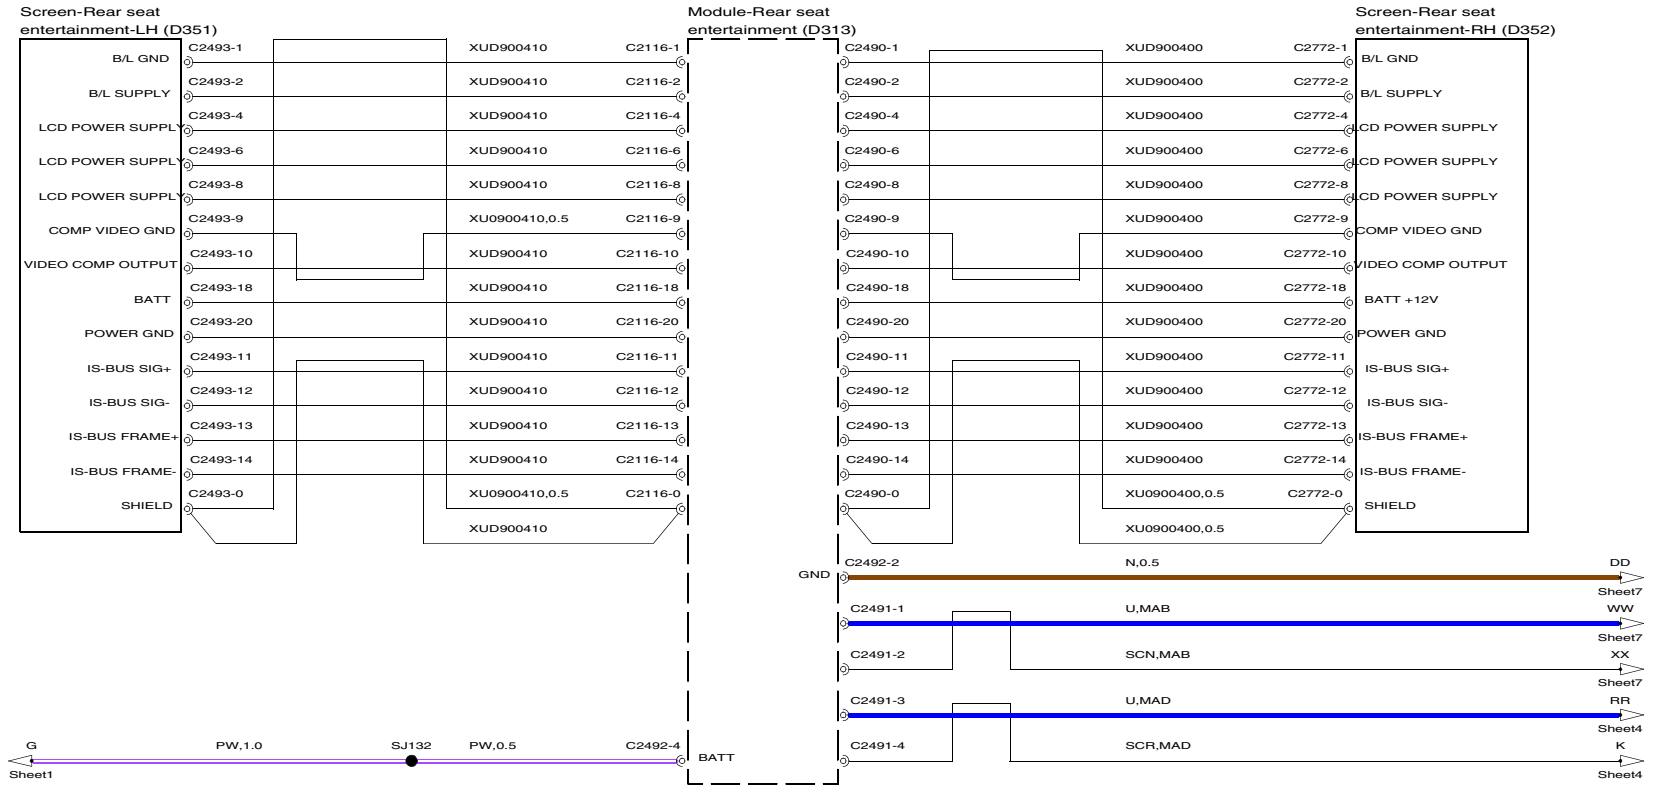 Screen-Rear seat
entertainment-LH (D351)
Module-Rear seat
entertainment (D313)
Screen-Rear seat
entertainment-RH (D352)
B/L GND C2493-1 XUD900410 C2116-1 C2490-1 XUD900400 C2772-1 B/L GND
B/L SUPPLY C2493-2 XUD900410 C2116-2 C2490-2 XUD900400 C2772-2 B/L SUPPLY
LCD POWER SUPPLY C2493-4 XUD900410 C2116-4 C2490-4 XUD900400 C2772-4 LCD POWER SUPPLY
LCD POWER SUPPLY C2493-6 XUD900410 C2116-6 C2490-6 XUD900400 C2772-6 LCD POWER SUPPLY
LCD POWER SUPPLY C2493-8 XUD900410 C2116-8 C2490-8 XUD900400 C2772-8 LCD POWER SUPPLY
COMP VIDEO GND C2493-9 XU0900410,0.5 C2116-9 C2490-9 XUD900400 C2772-9 COMP VIDEO GND
VIDEO COMP OUTPUT C2493-10 XUD900410 C2116-10 C2490-10 XUD900400 C2772-10 VIDEO COMP OUTPUT
BATT C2493-18 XUD900410 C2116-18 C2490-18 XUD900400 C2772-18 BATT +12V
POWER GND C2493-20 XUD900410 C2116-20 C2490-20 XUD900400 C2772-20 POWER GND
IS-BUS SIG+ C2493-11 XUD900410 C2116-11 C2490-11 XUD900400 C2772-11 IS-BUS SIG+
IS-BUS SIG- C2493-12 XUD900410 C2116-12 C2490-12 XUD900400 C2772-12 IS-BUS SIG-
IS-BUS FRAME+ C2493-13 XUD900410 C2116-13 C2490-13 XUD900400 C2772-13 IS-BUS FRAME+
IS-BUS FRAME- C2493-14 XUD900410 C2116-14 C2490-14 XUD900400 C2772-14 IS-BUS FRAME-
SHIELD C2493-0 XU0900410,0.5 C2116-0 C2490-0 XU0900400,0.5 C2772-0 SHIELD
XUD900410 XU0900400,0.5
GND C2492-2 N,0.5 DD
Sheet7
C2491-1 U,MAB WW
Sheet7
C2491-2 SCN,MAB XX
Sheet7
C2491-3 U,MAD RR
Sheet4
G PW,1.0 SJ132 PW,0.5 C2492-4 BATT C2491-4 SCR,MAD K
Sheet1 Sheet4